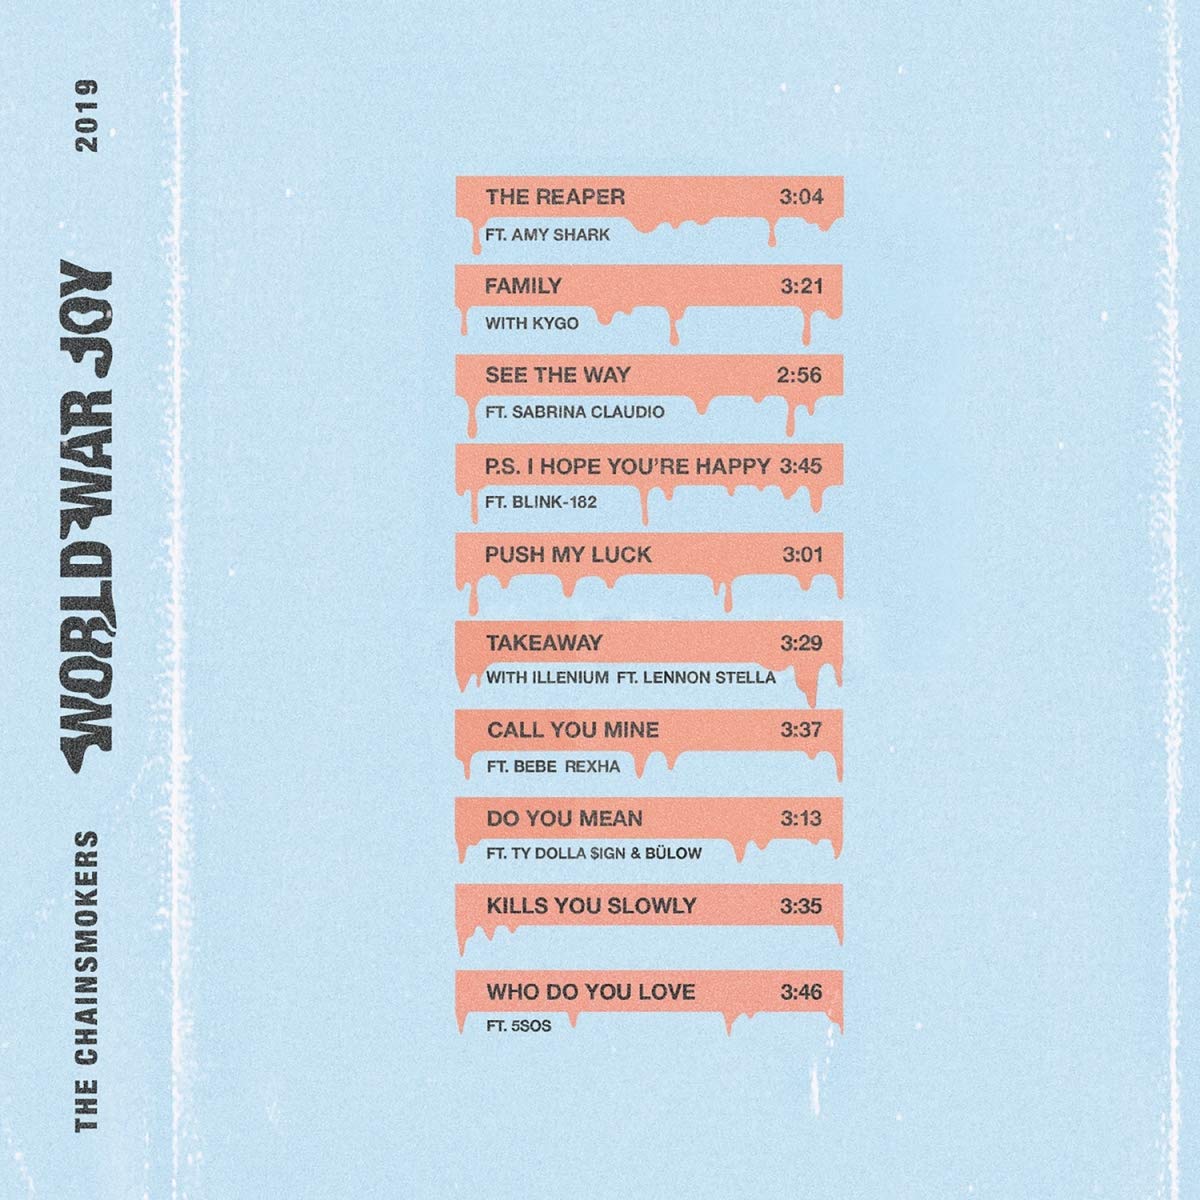 2019
WORLD WAR JOY
THE CHAINSMOKERS
THE REAPER 3:04
FT. AMY SHARK
FAMILY 3:21
WITH KYGO
SEE THE WAY 2:56
FT. SABRINA CLAUDIO
P.S. I HOPE YOU'RE HAPPY 3:45
FT. BLINK-182
PUSH MY LUCK 3:01
TAKEAWAY 3:29
WITH ILLENIUM FT. LENNON STELLA
CALL YOU MINE 3:37
FT. BEBE REXHA
DO YOU MEAN 3:13
FT. TY DOLLA $IGN & BÜLOW
KILLS YOU SLOWLY 3:35
WHO DO YOU LOVE 3:46
FT. 5SOS